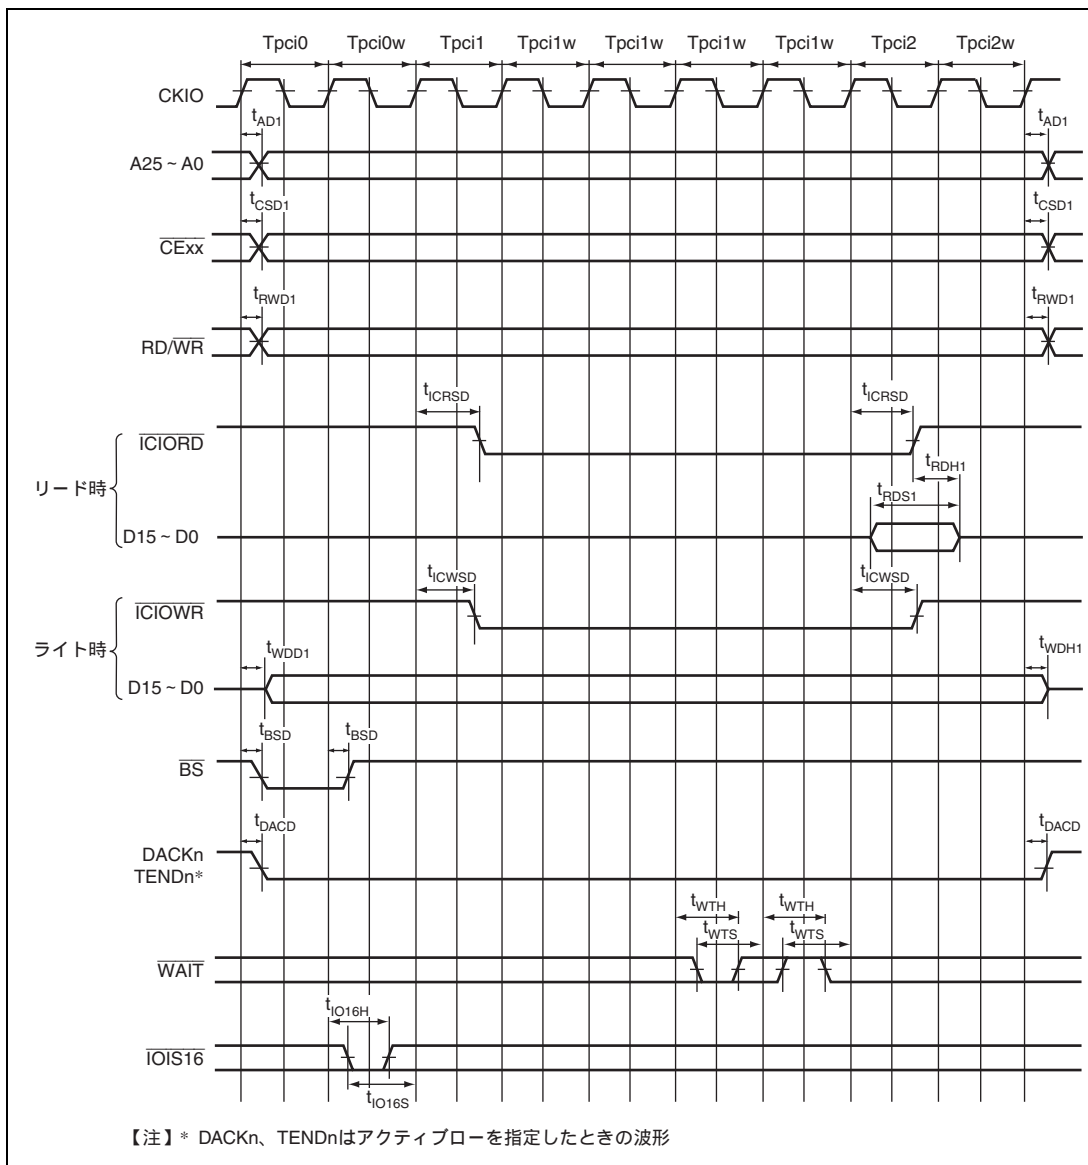 Tpci0 Tpci0w Tpci1 Tpci1w Tpci1w Tpci1w Tpci1w Tpci2 Tpci2w
CKIO
tAD1 tAD1
A25 ~ A0
tCSD1 tCSD1
CExx
tRWD1 tRWD1
RD/WR
tICRSD tICRSD
ICIORD
tRDH1
リード時
tRDS1
D15 ~ D0
tICWSD tICWSD
ICIOWR
ライト時
tWDD1 tWDH1
D15 ~ D0
tBSD tBSD
BS
tDACD tDACD
DACKn
TENDn*
tWTH tWTH
tWTS tWTS
WAIT
tIO16H
IOIS16
tIO16S
【注】* DACKn、TENDnはアクティブローを指定したときの波形